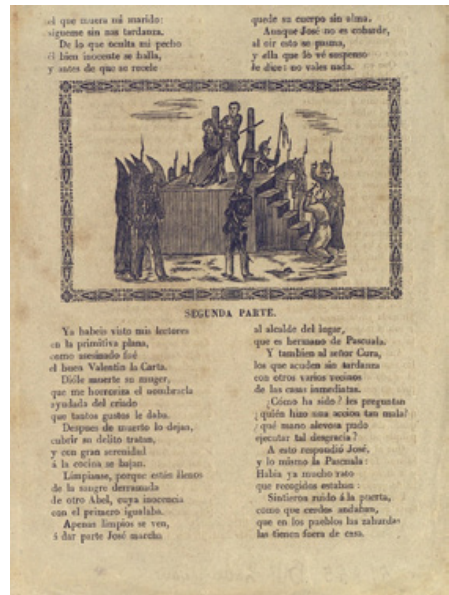 el que muera mi marido:
sigueme sin mas tardanza.
De lo que oculta mi pecho
él bien inocente se halla,
y antes de que se recele
quede su cuerpo sin alma.
Aunque José no es cobarde,
al oir esto se pasma,
y ella que lo vé suspenso
le dice: no vales nada.
SEGUNDA PARTE.
Ya habeis visto mis lectores
en la primitiva plana,
como asesinado fué
el buen Valentin la Carta.
Dióle muerte su muger,
que me horroriza el nombrarla
ayudada del criado
que tantos gustos le daba.
Despues de muerto lo dejan,
cubrir su delito tratan,
y con gran serenidad
á la cocina se bajan.
Limpianse, porque están llenos
de la sangre derramada
de otro Abel, cuya inocencia
con el primero igualaba.
Apenas limpios se ven,
á dar parte José marcha
al alcalde del logar,
que es hermano de Pascuala.
Y tambien al señor Cura,
los que acuden sin tardanza
con otros varios vecinos
de las casas inmediatas.
¿Cómo ha sido? les preguntan
¿quién hizo una accion tan mala?
¿qué mano alevosa pudo
ejecutar tal desgracia?
A esto respondió José,
y lo mismo la Pascuala:
Habia ya mucho rato
que recogidos estaban:
Sintieron ruido á la puerta,
como que cerdos andaban,
que en los pueblos las zahurdas
las tienen fuera de casa.